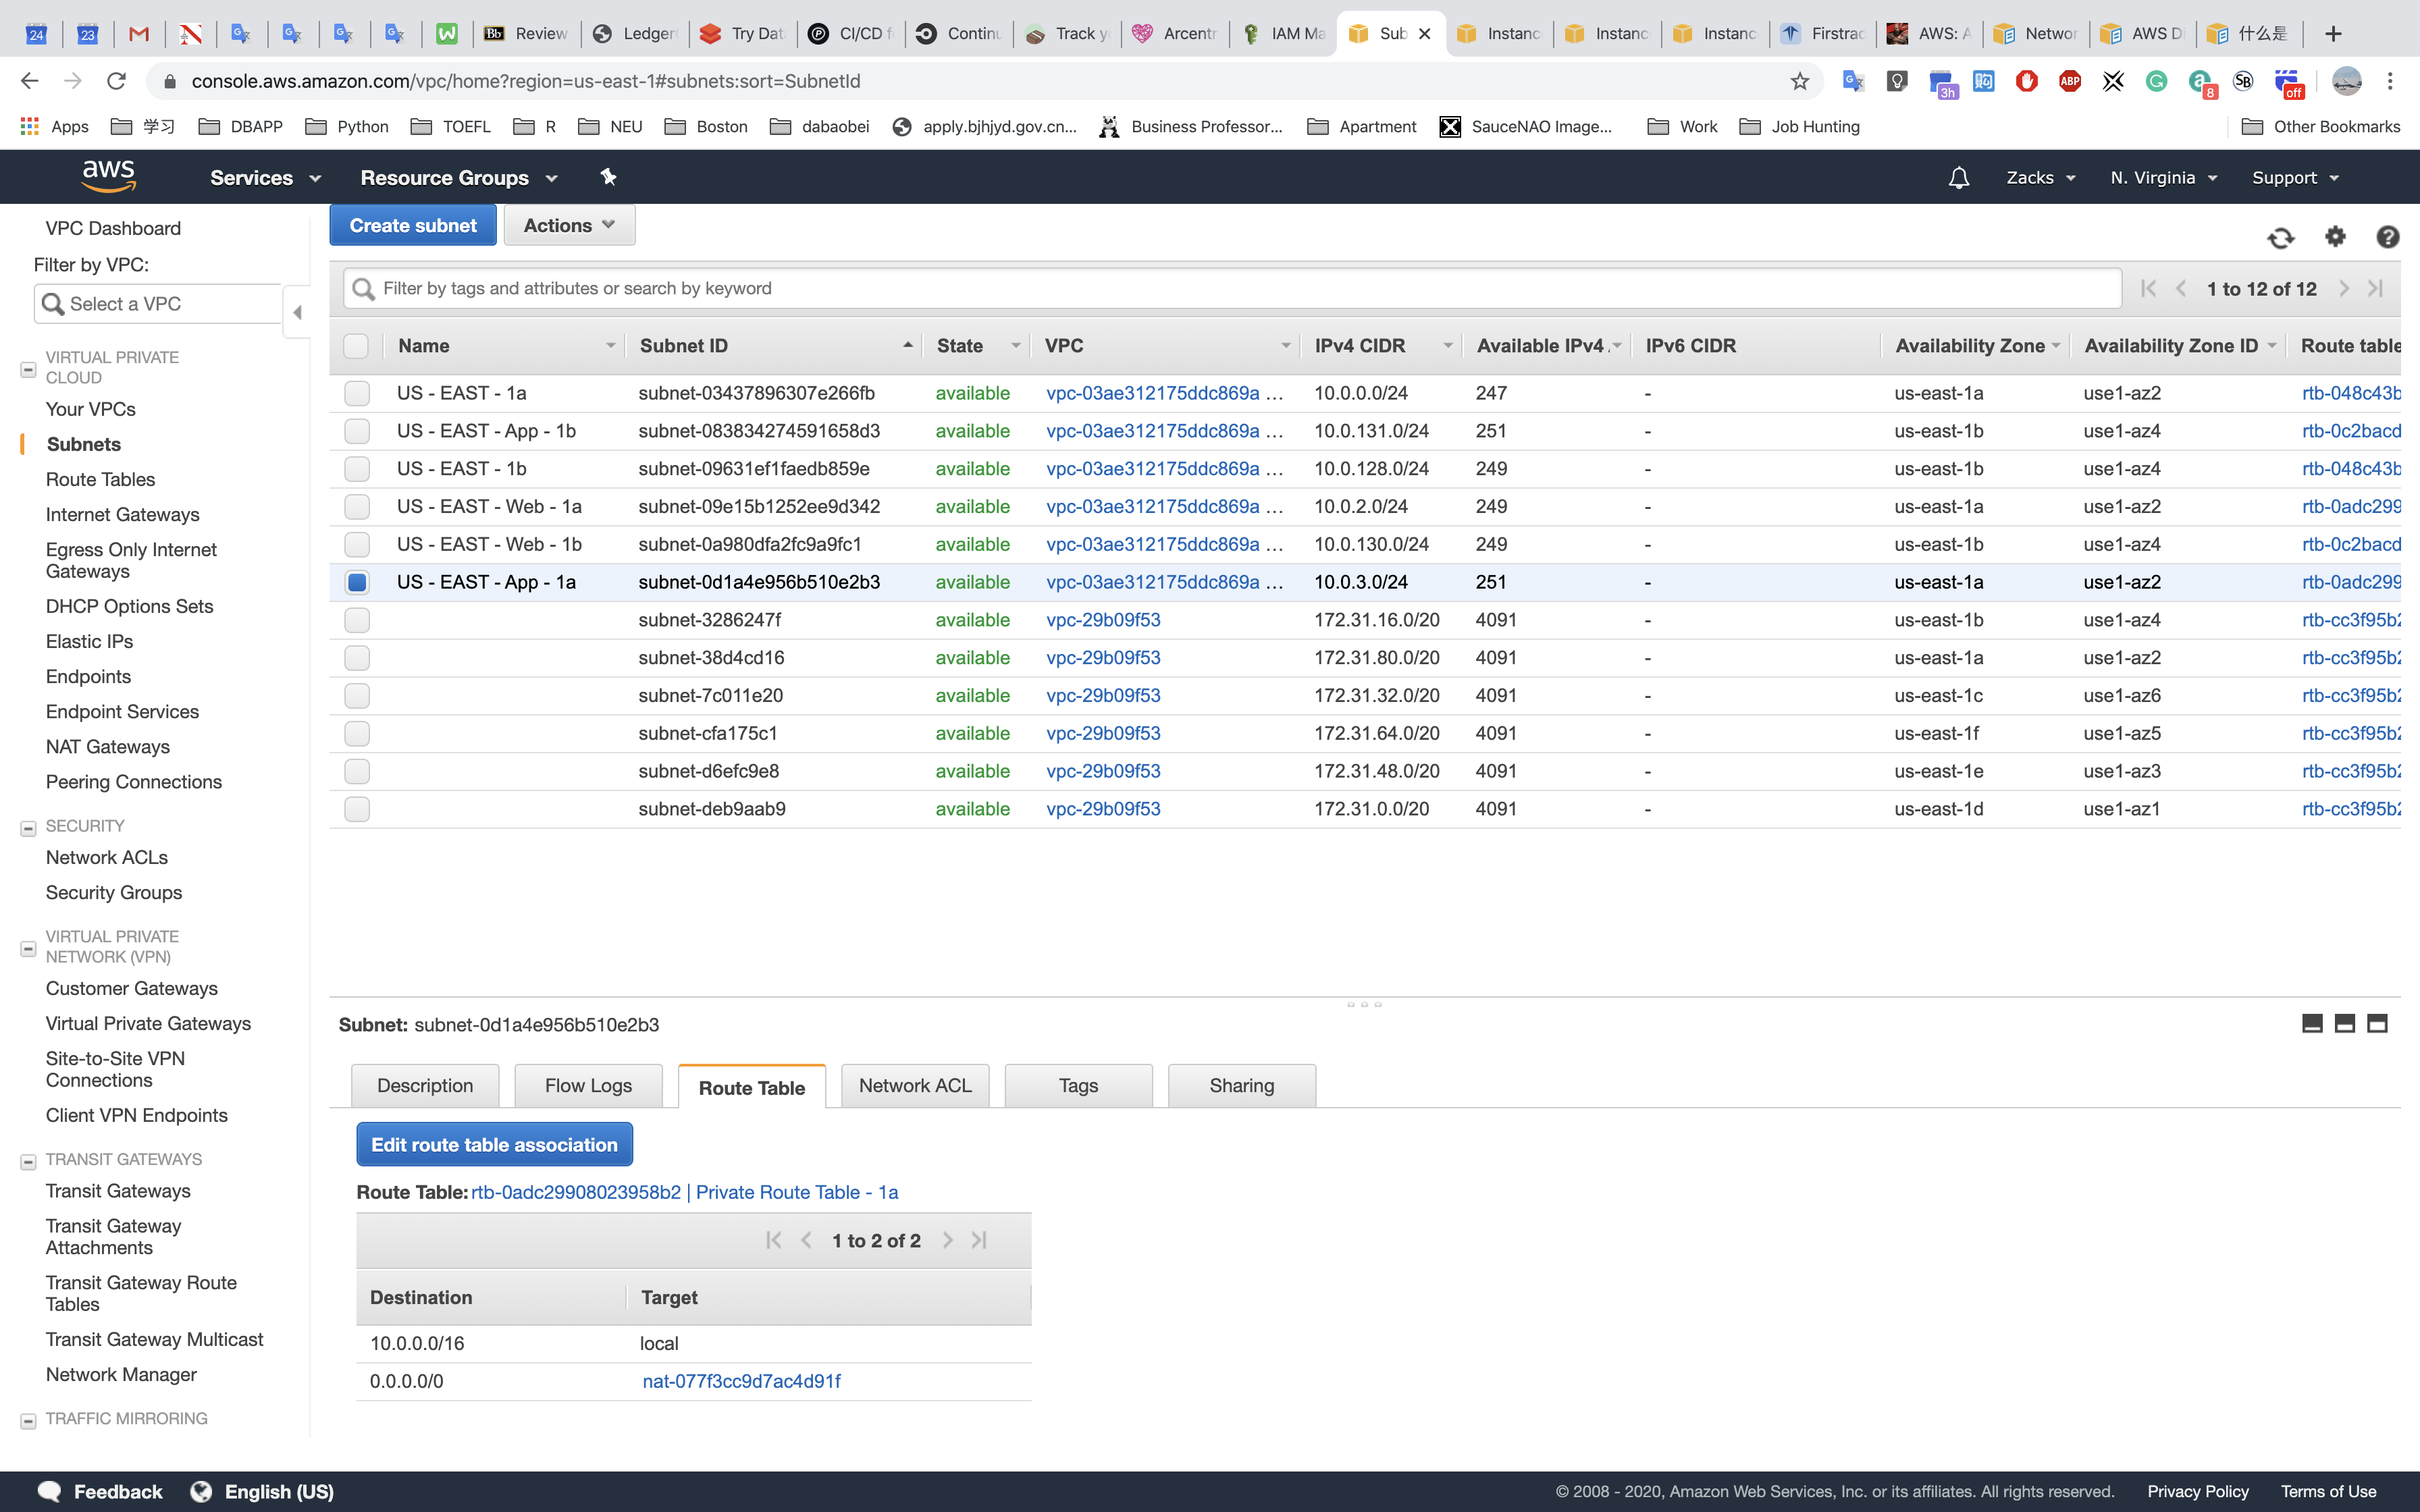 24 23 Bb Review Ledger Try Dat CI/CD f Continu Track y Arcentr IAM Ma Sub Instanc Instanc Instanc Firstrac AWS: A Networ AWS D 什么是
console.aws.amazon.com/vpc/home?region=us-east-1#subnets:sort=SubnetId 3h ABP 8 SB off
Apps 学习 DBAPP Python TOEFL R NEU Boston dabaobei apply.bjhjyd.gov.cn... Business Professor... Apartment SauceNAO Image... Work Job Hunting Other Bookmarks
aws Services Resource Groups Zacks N. Virginia Support
VPC Dashboard
Filter by VPC:
Select a VPC
VIRTUAL PRIVATE
CLOUD
Your VPCs
Subnets
Route Tables
Internet Gateways
Egress Only Internet
Gateways
DHCP Options Sets
Elastic IPs
Endpoints
Endpoint Services
NAT Gateways
Peering Connections
SECURITY
Network ACLs
Security Groups
VIRTUAL PRIVATE
NETWORK (VPN)
Customer Gateways
Virtual Private Gateways
Site-to-Site VPN
Connections
Client VPN Endpoints
TRANSIT GATEWAYS
Transit Gateways
Transit Gateway
Attachments
Transit Gateway Route
Tables
Transit Gateway Multicast
Network Manager
TRAFFIC MIRRORING
Create subnet Actions
Filter by tags and attributes or search by keyword 1 to 12 of 12
Name Subnet ID State VPC IPv4 CIDR Available IPv4 IPv6 CIDR Availability Zone Availability Zone ID Route table
US - EAST - 1a subnet-03437896307e266fb available vpc-03ae312175ddc869a ... 10.0.0.0/24 247 - us-east-1a use1-az2 rtb-048c43b
US - EAST - App - 1b subnet-083834274591658d3 available vpc-03ae312175ddc869a ... 10.0.131.0/24 251 - us-east-1b use1-az4 rtb-0c2bacd
US - EAST - 1b subnet-09631ef1faedb859e available vpc-03ae312175ddc869a ... 10.0.128.0/24 249 - us-east-1b use1-az4 rtb-048c43b
US - EAST - Web - 1a subnet-09e15b1252ee9d342 available vpc-03ae312175ddc869a ... 10.0.2.0/24 249 - us-east-1a use1-az2 rtb-0adc299
US - EAST - Web - 1b subnet-0a980dfa2fc9a9fc1 available vpc-03ae312175ddc869a ... 10.0.130.0/24 249 - us-east-1b use1-az4 rtb-0c2bacd
US - EAST - App - 1a subnet-0d1a4e956b510e2b3 available vpc-03ae312175ddc869a ... 10.0.3.0/24 251 - us-east-1a use1-az2 rtb-0adc299
subnet-3286247f available vpc-29b09f53 172.31.16.0/20 4091 - us-east-1b use1-az4 rtb-cc3f95b2
subnet-38d4cd16 available vpc-29b09f53 172.31.80.0/20 4091 - us-east-1a use1-az2 rtb-cc3f95b2
subnet-7c011e20 available vpc-29b09f53 172.31.32.0/20 4091 - us-east-1c use1-az6 rtb-cc3f95b2
subnet-cfa175c1 available vpc-29b09f53 172.31.64.0/20 4091 - us-east-1f use1-az5 rtb-cc3f95b2
subnet-d6efc9e8 available vpc-29b09f53 172.31.48.0/20 4091 - us-east-1e use1-az3 rtb-cc3f95b2
subnet-deb9aab9 available vpc-29b09f53 172.31.0.0/20 4091 - us-east-1d use1-az1 rtb-cc3f95b2
Subnet: subnet-0d1a4e956b510e2b3
Description Flow Logs Route Table Network ACL Tags Sharing
Edit route table association
Route Table: rtb-0adc29908023958b2 | Private Route Table - 1a
1 to 2 of 2
Destination Target
10.0.0.0/16 local
0.0.0.0/0 nat-077f3cc9d7ac4d91f
Feedback English (US) © 2008 - 2020, Amazon Web Services, Inc. or its affiliates. All rights reserved. Privacy Policy Terms of Use